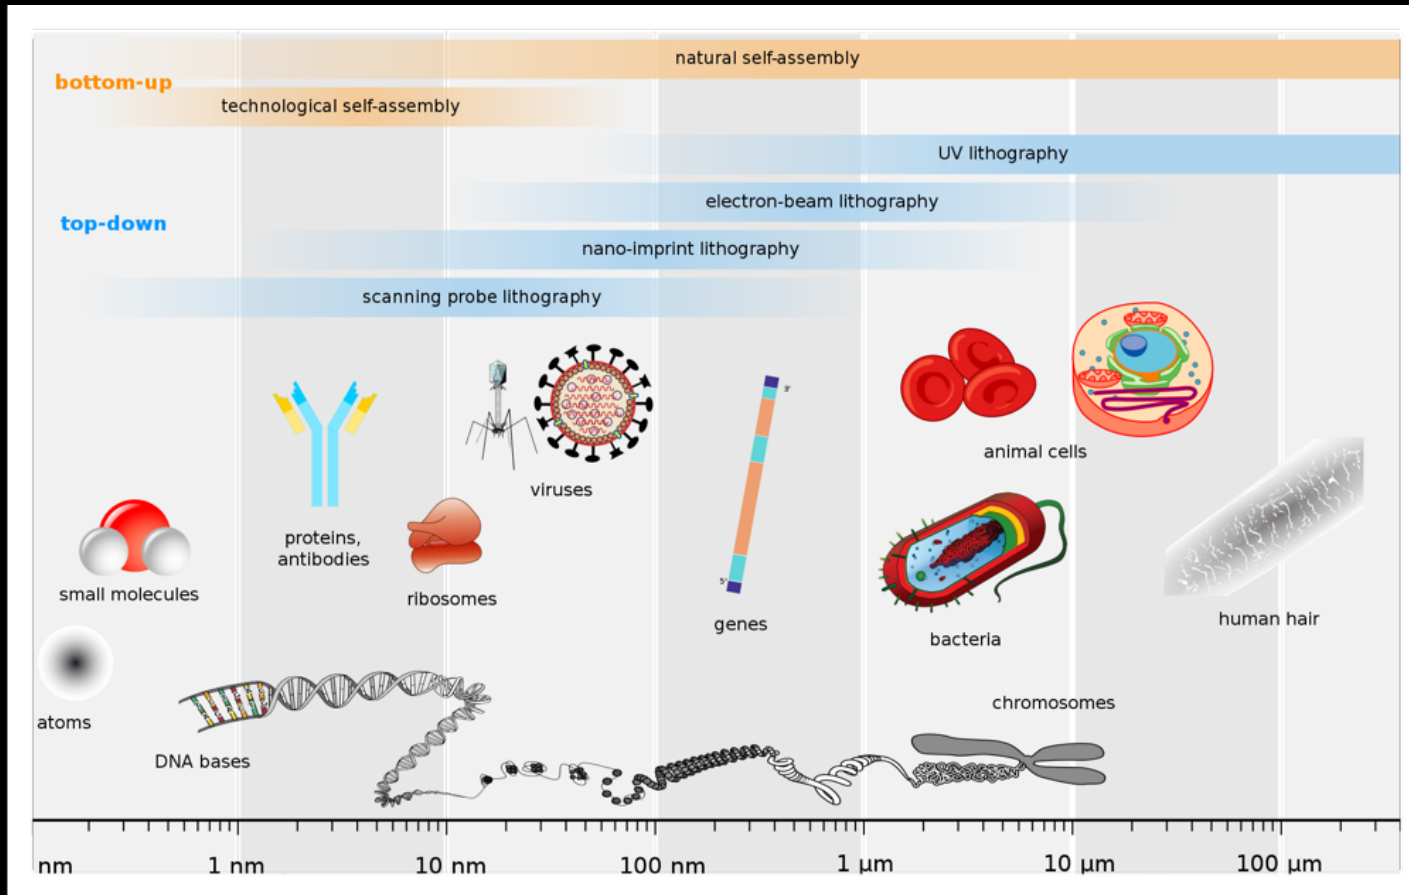 natural self-assembly
bottom-up
technological self-assembly
UV lithography
electron-beam lithography
top-down
nano-imprint lithography
scanning probe lithography
3'
animal cells
viruses
proteins,
antibodies
small molecules
ribosomes
5'
genes
bacteria
human hair
atoms
chromosomes
DNA bases
nm
1 nm
10 nm
100 nm
1 µm
10 µm
100 µm